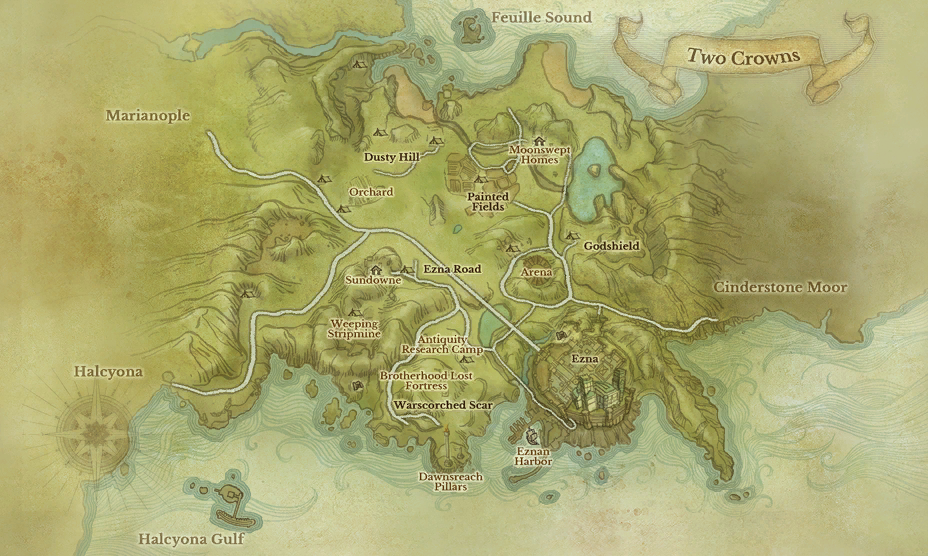 Feuille Sound
Two Crowns
Marianople
Moonswept
Homes
Dusty Hill
Orchard
Painted
Fields
Godshield
Ezna Road
Arena
Sundowne
Cinderstone Moor
Weeping
Stripmine
Antiquity
Research Camp
Ezna
Halcyona
Brotherhood Lost
Fortress
Warscorched Scar
Eznan
Harbor
Dawnsreach
Pillars
Halcyona Gulf